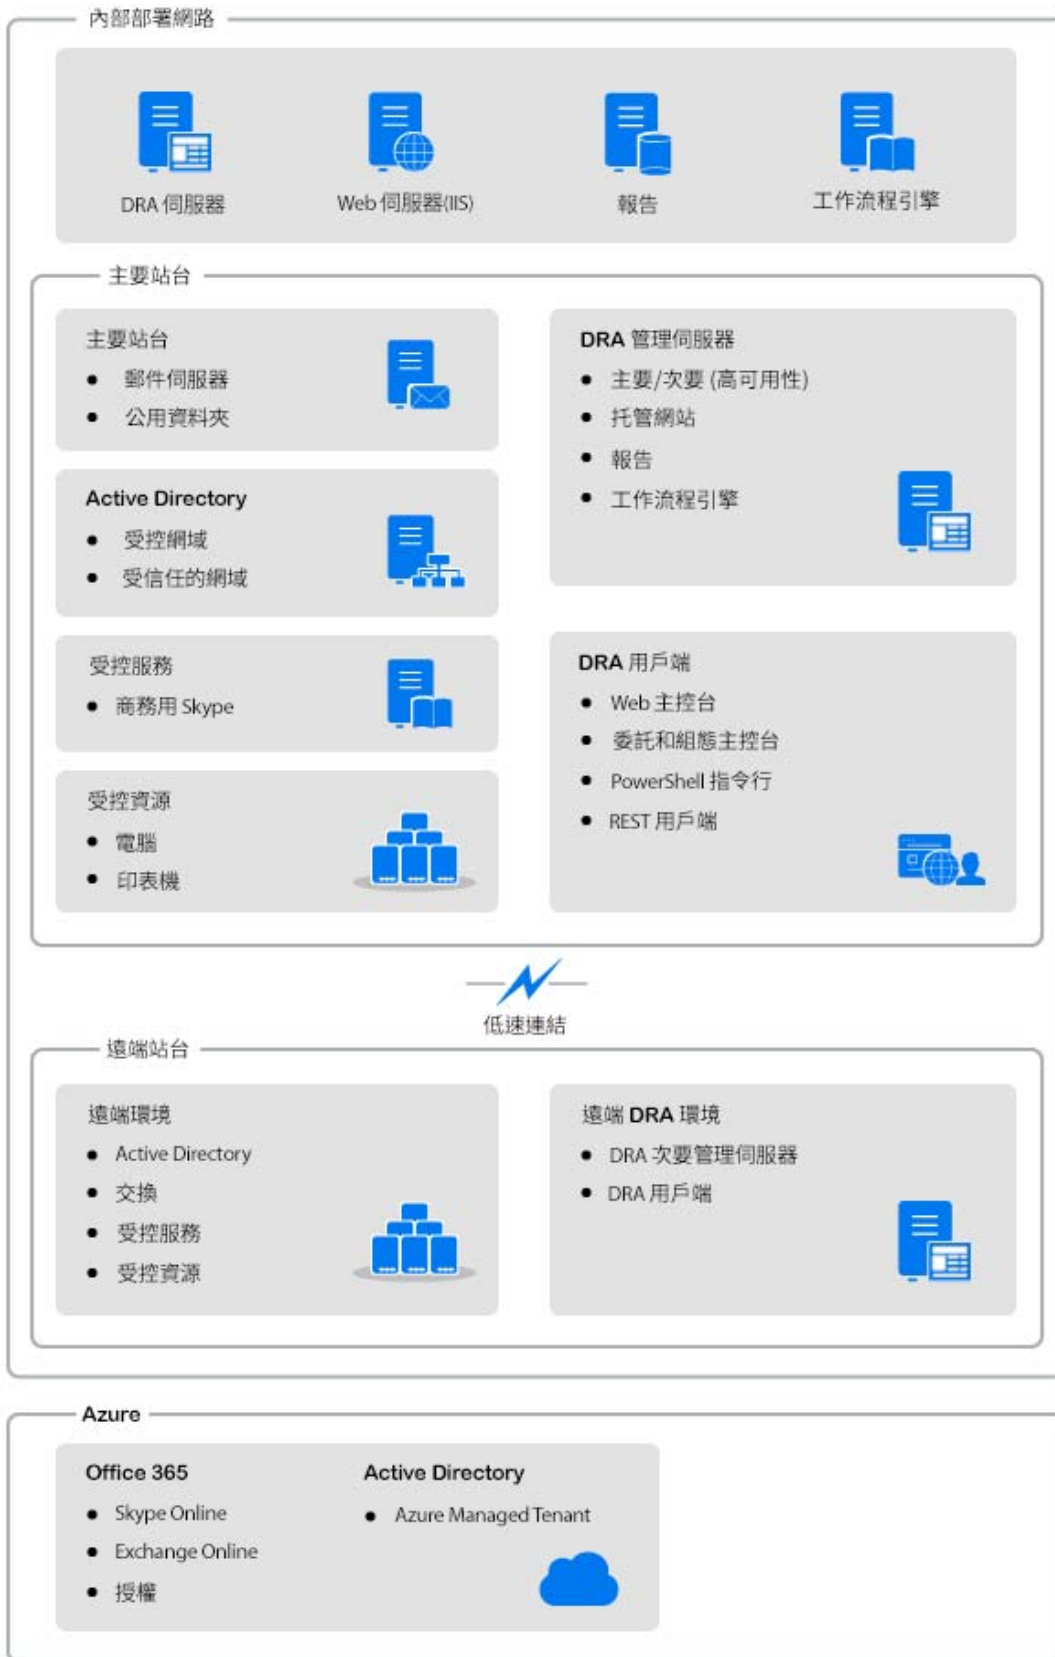 內部部署網路
DRA 伺服器
Web 伺服器(IIS)
報告
工作流程引擎
主要站台
主要站台
● 郵件伺服器
● 公用資料夾
Active Directory
● 受控網域
● 受信任的網域
受控服務
● 商務用 Skype
受控資源
● 電腦
● 印表機
DRA 管理伺服器
● 主要/次要 (高可用性)
● 托管網站
● 報告
● 工作流程引擎
DRA 用戶端
● Web 主控台
● 委託和組態主控台
● PowerShell 指令行
● REST 用戶端
低速連結
遠端站台
遠端環境
● Active Directory
● 交換
● 受控服務
● 受控資源
遠端 DRA 環境
● DRA 次要管理伺服器
● DRA 用戶端
Azure
Office 365
● Skype Online
● Exchange Online
● 授權
Active Directory
● Azure Managed Tenant